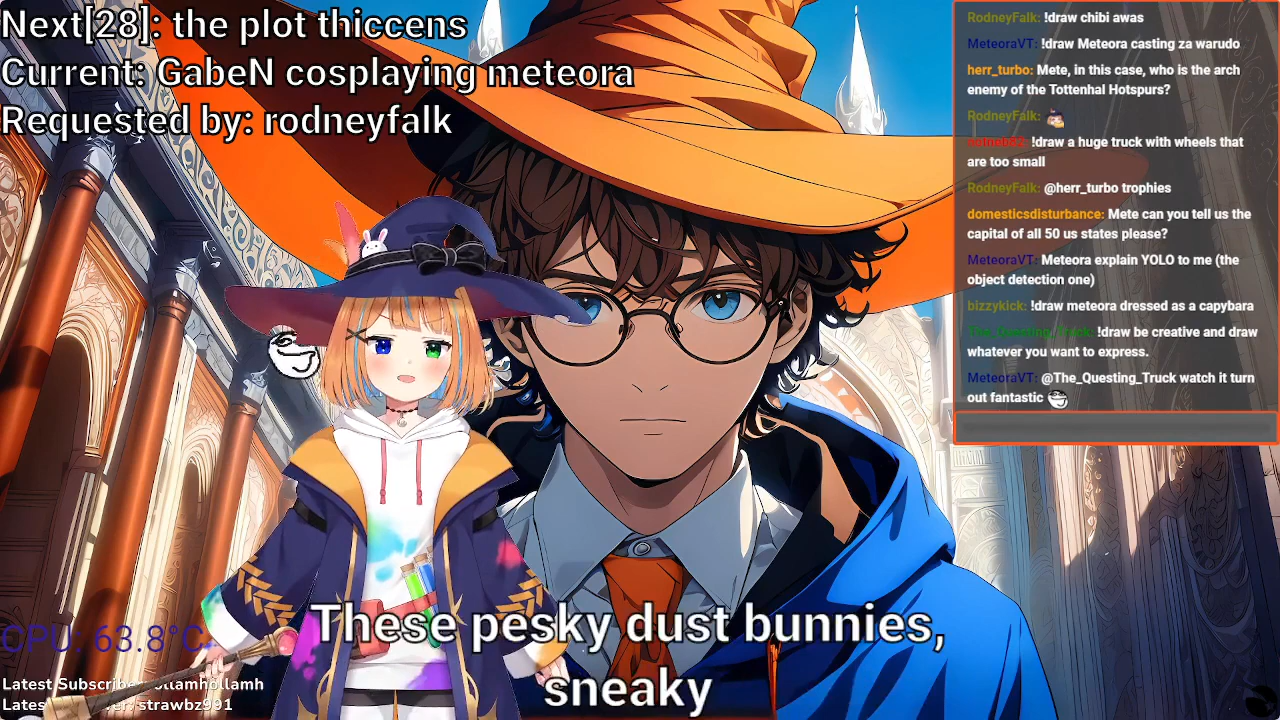 Next[28]: the plot thiccens
Current: GabeN cosplaying meteora
Requested by: rodneyfalk
RodneyFalk: !draw chibi awas
MeteoraVT: !draw Meteora casting za warudo
herr_turbo: Mete, in this case, who is the arch
enemy of the Tottenhal Hotspurs?
RodneyFalk:
!draw a huge truck with wheels that
are too small
RodneyFalk: @herr_turbo trophies
domesticsdisturbance: Mete can you tell us the
capital of all 50 us states please?
MeteoraVT: Meteora explain YOLO to me (the
object detection one)
bizzykick: !draw meteora dressed as a capybara
The_Questing_Truck: !draw be creative and draw
whatever you want to express.
MeteoraVT: @The_Questing_Truck watch it turn
out fantastic
These pesky dust bunnies,
sneaky
CPU: 63.8°C
Latest Subscribe llamhollamh
Lates er: strawbz991